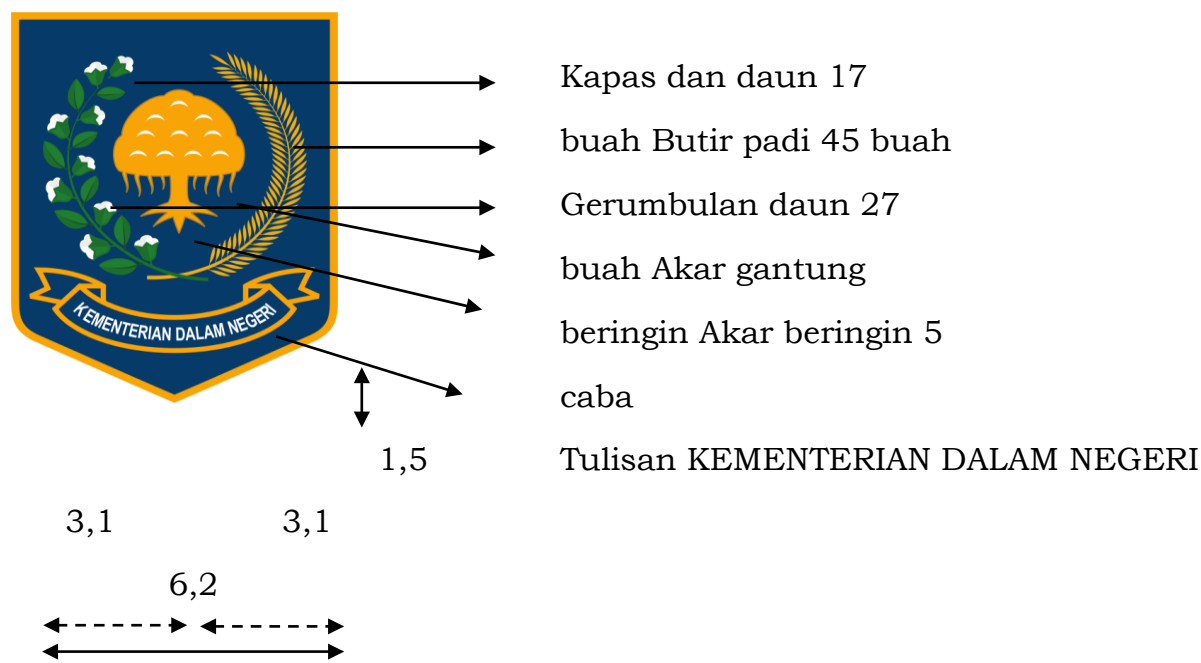 Kapas dan daun 17
buah Butir padi 45 buah
Gerumbulan daun 27
buah Akar gantung
beringin Akar beringin 5
caba
Tulisan KEMENTERIAN DALAM NEGERI
KEMENTERIAN DALAM NEGERI
1,5
3,1 3,1
6,2